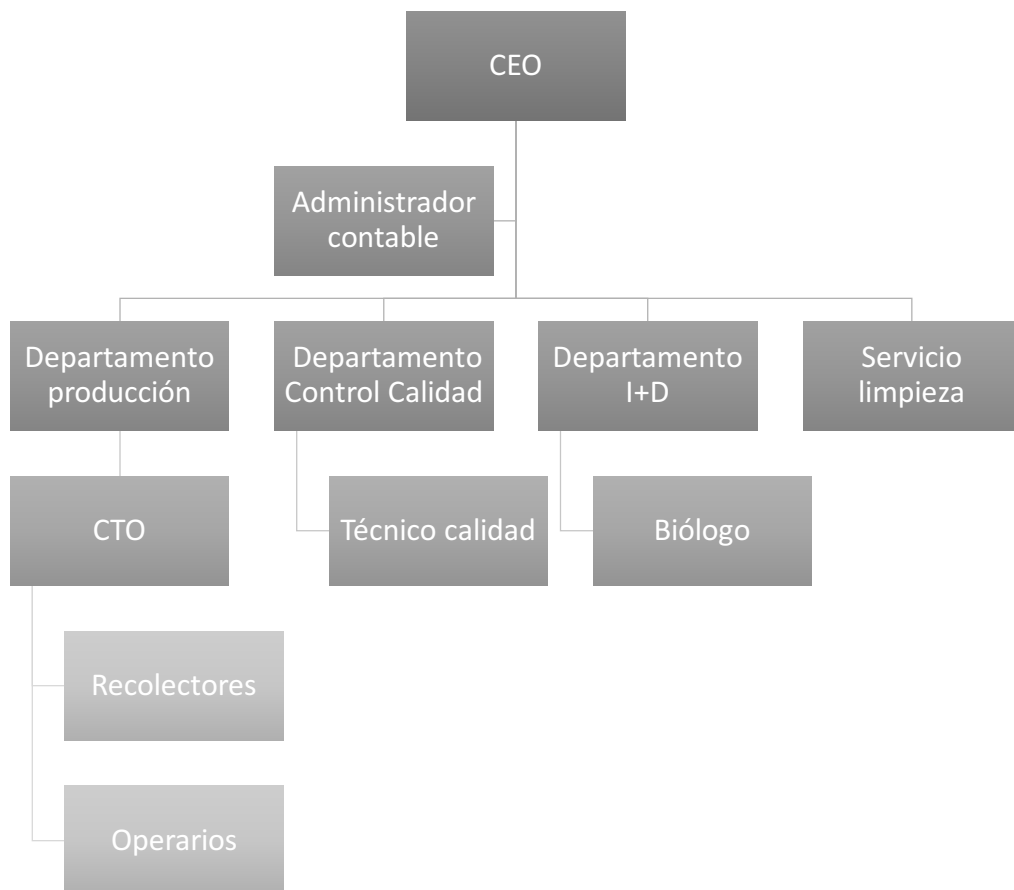 CEO
Administrador
contable
Departamento
producción
Departamento
Control Calidad
Departamento
I+D
Servicio
limpieza
CTO
Técnico calidad
Biólogo
Recolectores
Operarios